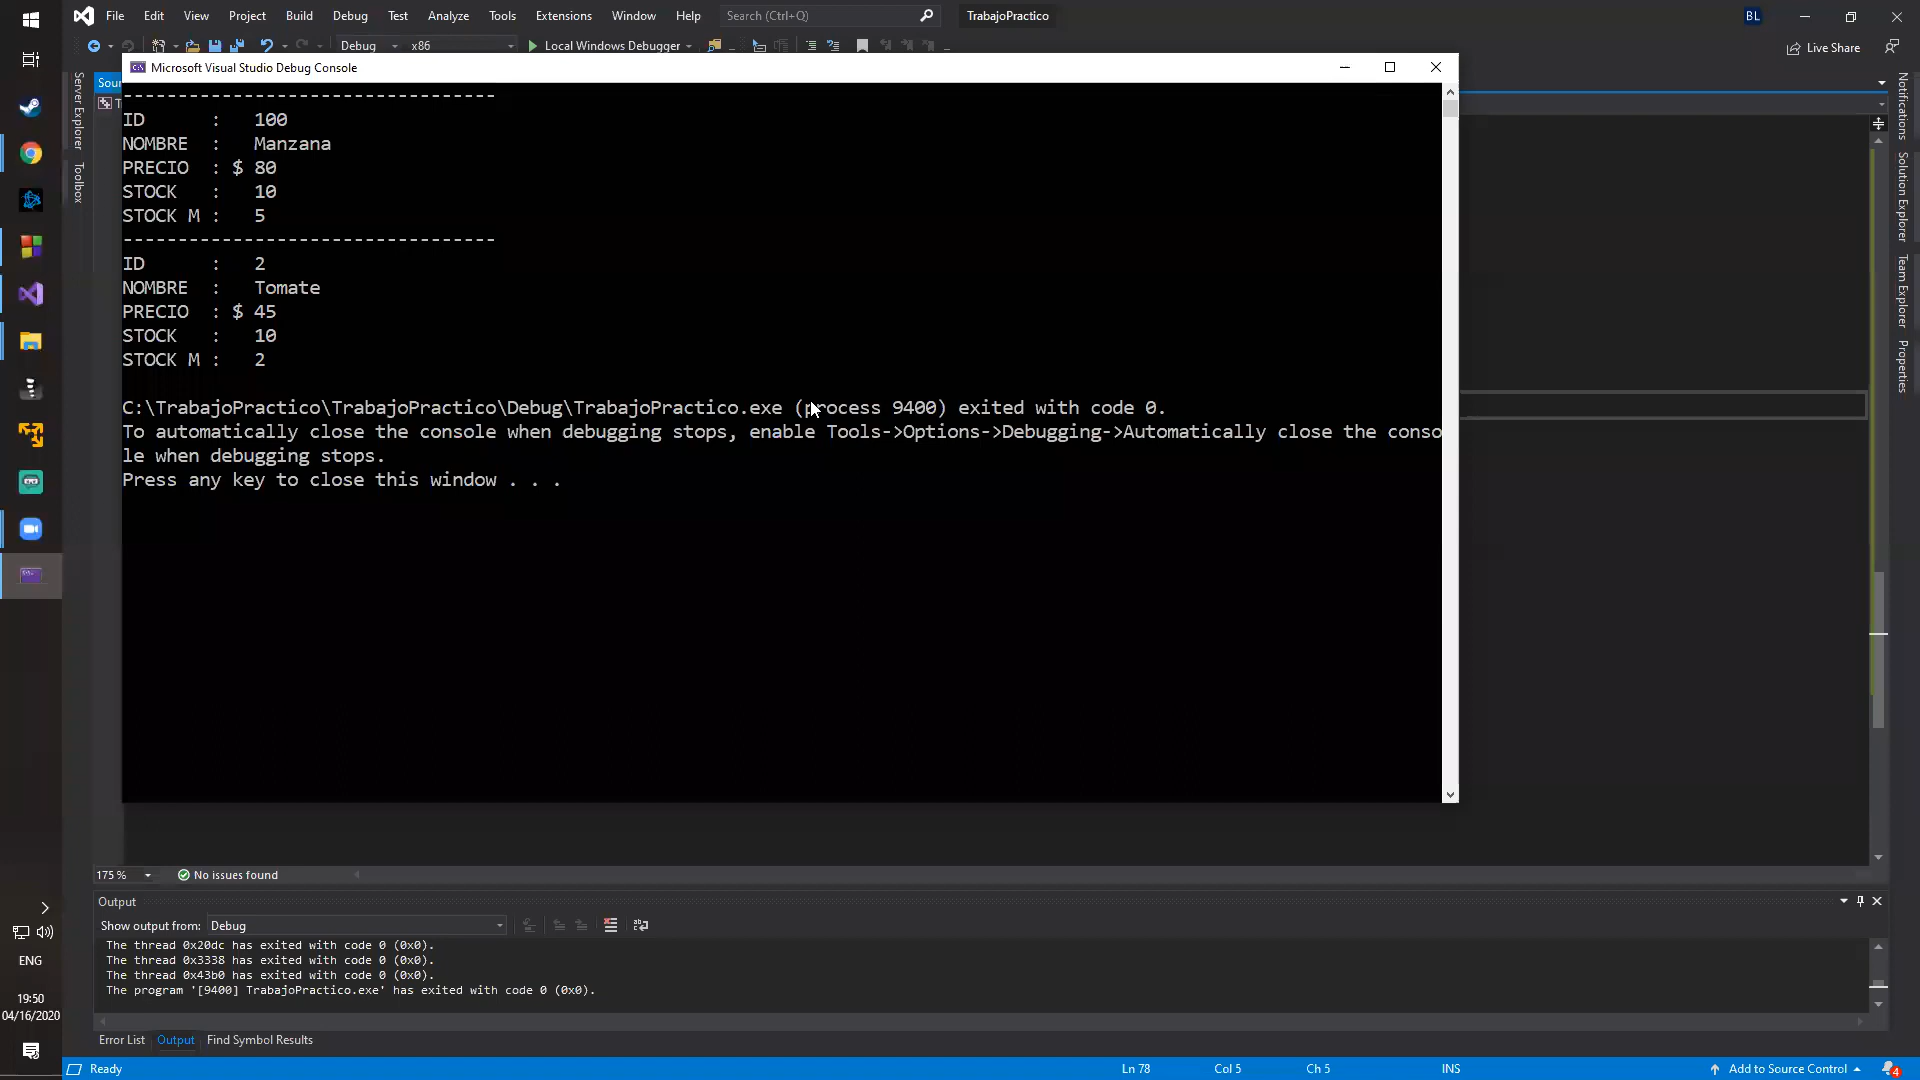 File Edit View Project Build Debug Test Analyze Tools Extensions Window Help Search (Ctrl+Q) TrabajoPractico BL
Debug x86 Local Windows Debugger Live Share
Microsoft Visual Studio Debug Console
Server Explorer
Toolbox
Sour
T
Notifications
Solution Explorer
Team Explorer
Properties
----------------------------------
ID : 100
NOMBRE : Manzana
PRECIO : $ 80
STOCK : 10
STOCK M : 5
----------------------------------
ID : 2
NOMBRE : Tomate
PRECIO : $ 45
STOCK : 10
STOCK M : 2
C:\TrabajoPractico\TrabajoPractico\Debug\TrabajoPractico.exe (process 9400) exited with code 0.
To automatically close the console when debugging stops, enable Tools->Options->Debugging->Automatically close the conso
le when debugging stops.
Press any key to close this window . . .
175 % No issues found
Output
Show output from: Debug
The thread 0x20dc has exited with code 0 (0x0).
The thread 0x3338 has exited with code 0 (0x0).
The thread 0x43b0 has exited with code 0 (0x0).
The program '[9400] TrabajoPractico.exe' has exited with code 0 (0x0).
Error List Output Find Symbol Results
Ready Ln 78 Col 5 Ch 5 INS Add to Source Control 4
ENG
19:50
04/16/2020